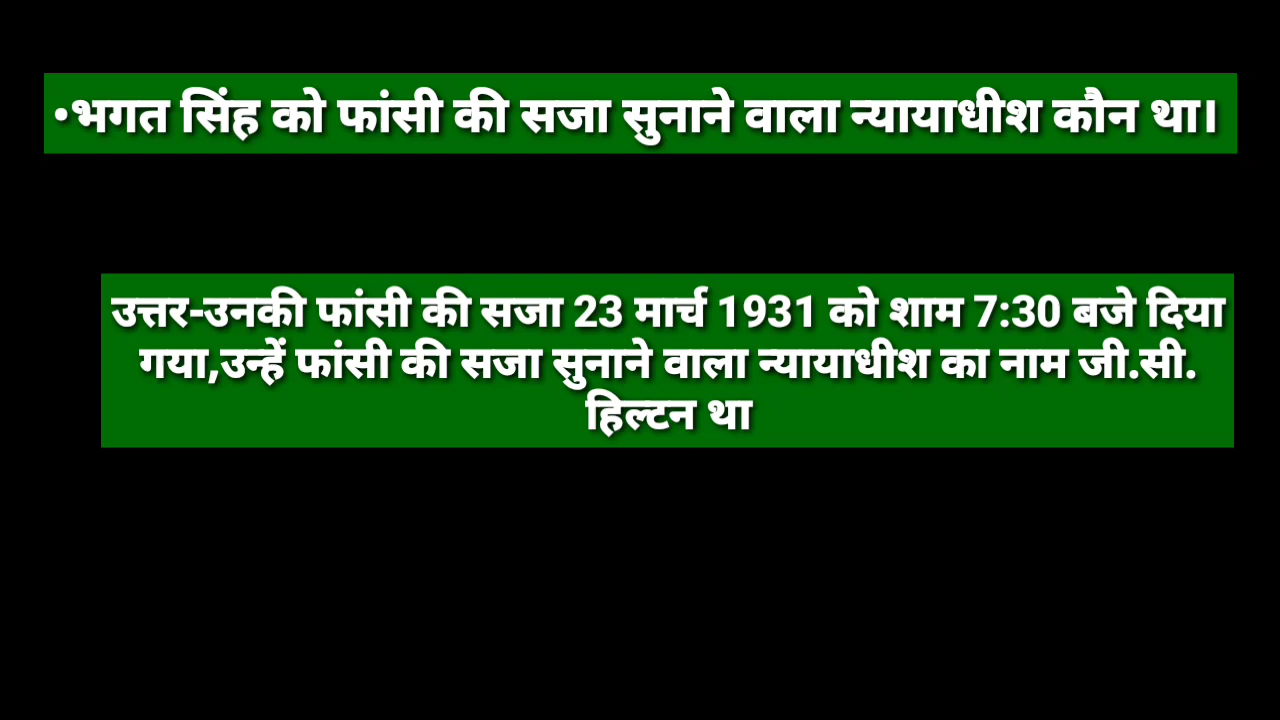 •भगत सिंह को फांसी की सजा सुनाने वाला न्यायाधीश कौन था।
उत्तर-उनकी फांसी की सजा 23 मार्च 1931 को शाम 7:30 बजे दिया
गया,उन्हें फांसी की सजा सुनाने वाला न्यायाधीश का नाम जी.सी.
हिल्टन था